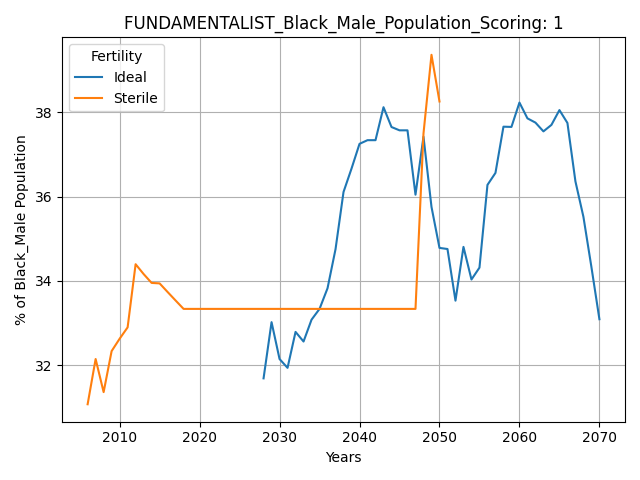 FUNDAMENTALIST_Black_Male_Population_Scoring: 1
Fertility
Ideal
Sterile
% of Black_Male Population
38
36
34
32
2010 2020 2030 2040 2050 2060 2070
Years